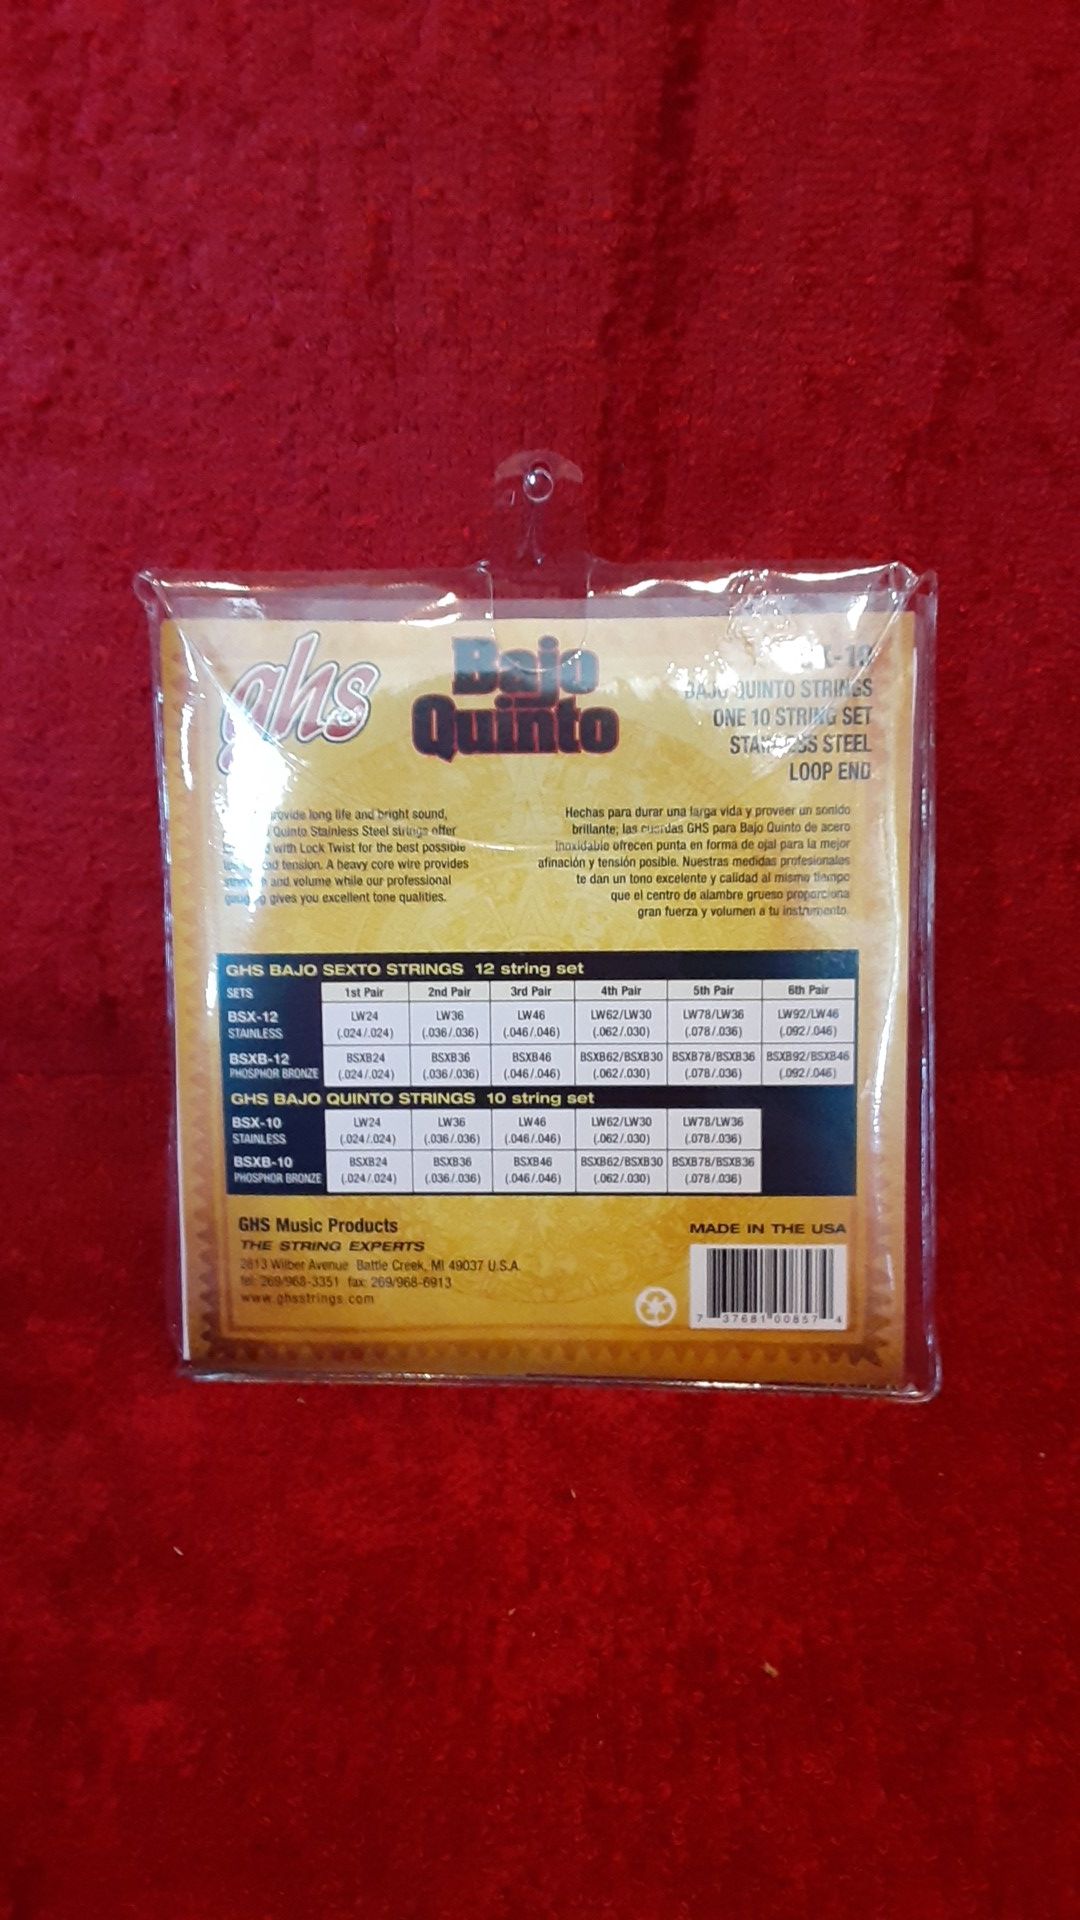 ghs
Bajo
Quinto
-10
BAJO QUINTO STRINGS
ONE 10 STRING SET
STAINLESS STEEL
LOOP END
provide long life and bright sound,
Quinto Stainless Steel strings offer
with Lock Twist for the best possible
and tension. A heavy core wire provides
and volume while our professional
gives you excellent tone qualities.
Hechas para durar una larga vida y proveer un sonido
brillante; las cuerdas GHS para Bajo Quinto de acero
inoxidable ofrecen punta en forma de ojal para la mejor
afinación y tensión posible. Nuestras medidas profesionales
te dan un tono excelente y calidad al mismo tiempo
que el centro de alambre grueso proporciona
gran fuerza y volumen a tu instrumento.
GHS BAJO SEXTO STRINGS 12 string set
SETS 1st Pair 2nd Pair 3rd Pair 4th Pair 5th Pair 6th Pair
BSX-12 LW24 LW36 LW46 LW62/LW30 LW78/LW36 LW92/LW46
STAINLESS (.024/.024) (.036/.036) (.046/.046) (.062/.030) (.078/.036) (.092/.046)
BSXB-12 BSXB24 BSXB36 BSXB46 BSXB62/BSXB30 BSXB78/BSXB36 BSXB92/BSXB46
PHOSPHOR BRONZE (.024/.024) (.036/.036) (.046/.046) (.062/.030) (.078/.036) (.092/.046)
GHS BAJO QUINTO STRINGS 10 string set
BSX-10 LW24 LW36 LW46 LW62/LW30 LW78/LW36
STAINLESS (.024/.024) (.036/.036) (.046/.046) (.062/.030) (.078/.036)
BSXB-10 BSXB24 BSXB36 BSXB46 BSXB62/BSXB30 BSXB78/BSXB36
PHOSPHOR BRONZE (.024/.024) (.036/.036) (.046/.046) (.062/.030) (.078/.036)
GHS Music Products
THE STRING EXPERTS
2813 Wilber Avenue Battle Creek, MI 49037 U.S.A.
tel: 269/968-3351 fax: 269/968-6913
www.ghsstrings.com
MADE IN THE USA
7 37681 00857 4